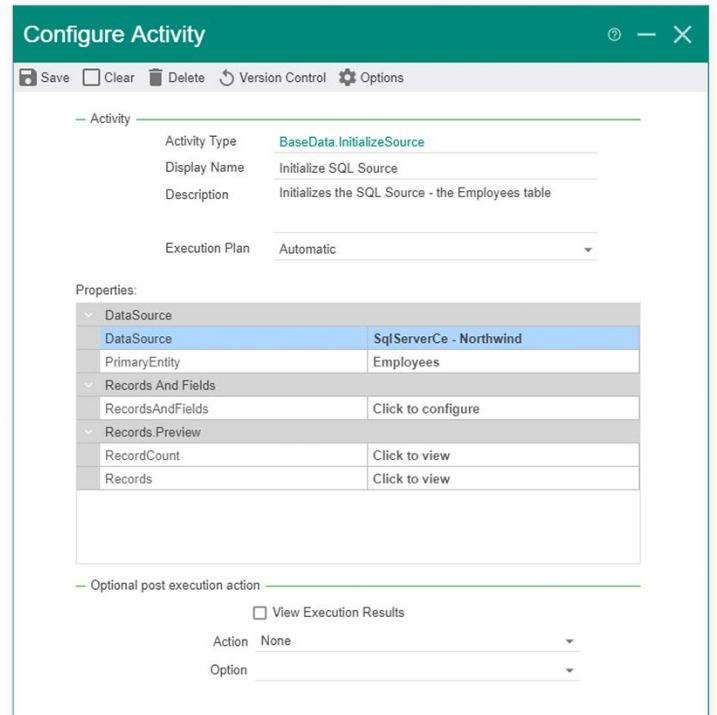 Configure Activity
Save Clear Delete Version Control Options
Activity
Activity Type BaseData.InitializeSource
Display Name Initialize SQL Source
Description Initializes the SQL Source - the Employees table
Execution Plan Automatic
Properties:
DataSource
DataSource SqlServerCe - Northwind
PrimaryEntity Employees
Records And Fields
RecordsAndFields Click to configure
Records.Preview
RecordCount Click to view
Records Click to view
Optional post execution action
View Execution Results
Action None
Option